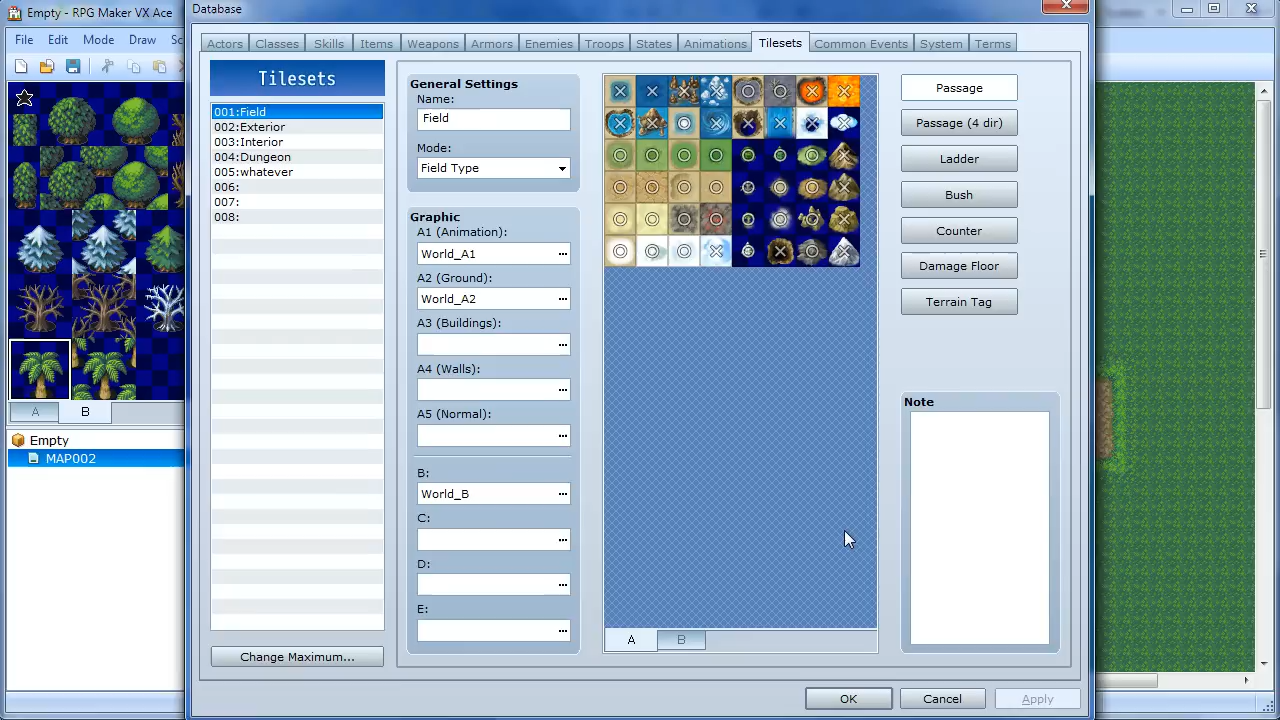 Empty - RPG Maker VX Ace
Database
File Edit Mode Draw Sc
Actors Classes Skills Items Weapons Armors Enemies Troops States Animations Tilesets Common Events System Terms
Tilesets
001:Field
002:Exterior
003:Interior
004:Dungeon
005:whatever
006:
007:
008:
Change Maximum...
General Settings
Name:
Field
Mode:
Field Type
Graphic
A1 (Animation):
World_A1
A2 (Ground):
World_A2
A3 (Buildings):
A4 (Walls):
A5 (Normal):
B:
World_B
C:
D:
E:
A B
Passage
Passage (4 dir)
Ladder
Bush
Counter
Damage Floor
Terrain Tag
Note
A B
Empty
MAP002
OK Cancel Apply